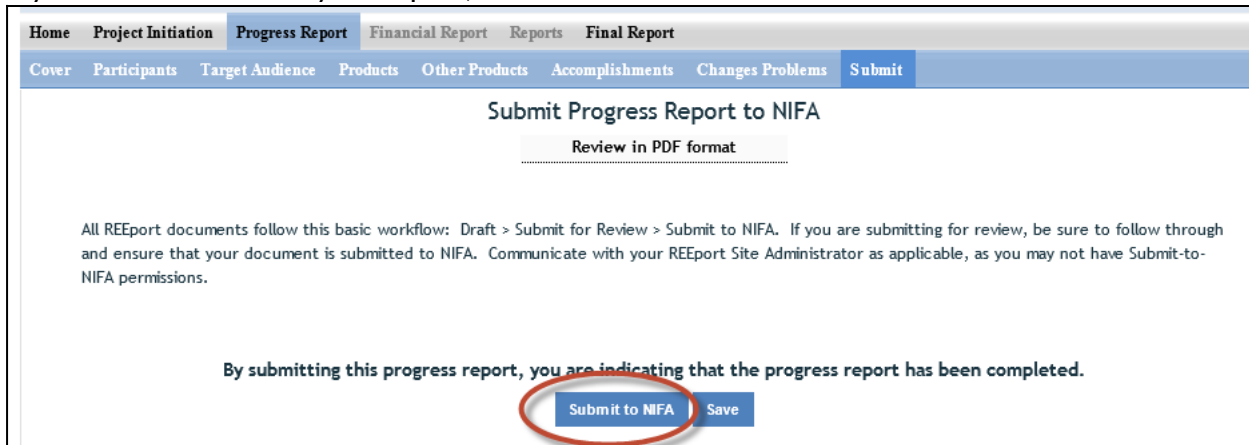 Home Project Initiation Progress Report Financial Report Reports Final Report
Cover Participants Target Audience Products Other Products Accomplishments Changes Problems Submit
Submit Progress Report to NIFA
Review in PDF format
All REEport documents follow this basic workflow: Draft > Submit for Review > Submit to NIFA. If you are submitting for review, be sure to follow through
and ensure that your document is submitted to NIFA. Communicate with your REEport Site Administrator as applicable, as you may not have Submit-to-
NIFA permissions.
By submitting this progress report, you are indicating that the progress report has been completed.
Submit to NIFA Save